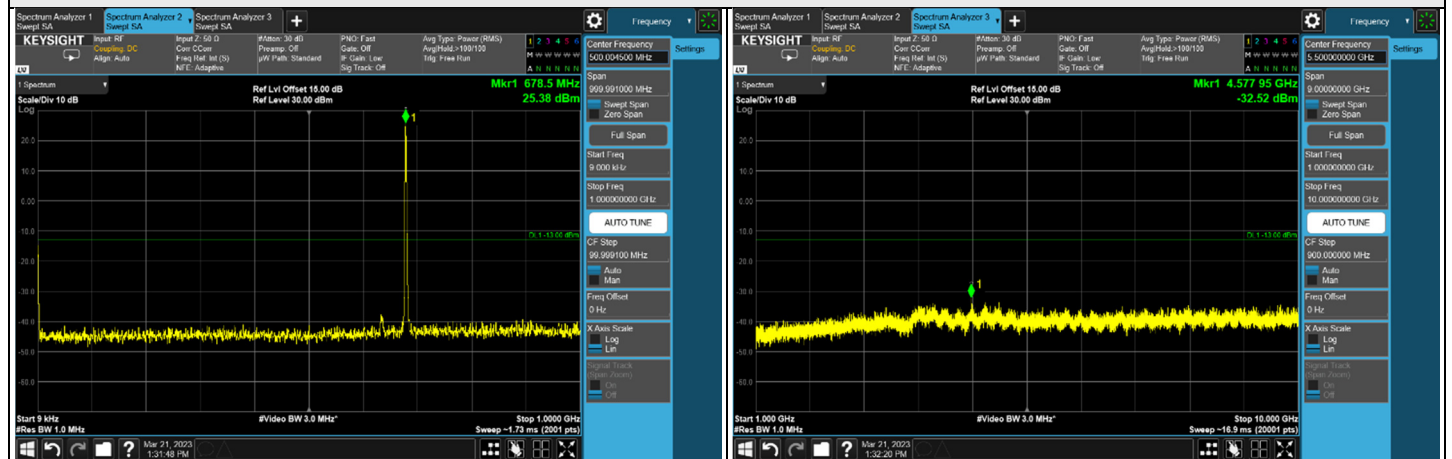 Spectrum Analyzer 1
Swept SA
Spectrum Analyzer 2
Swept SA
Spectrum Analyzer 3
Swept SA
+
Frequency
KEYSIGHT
Input: RF
Coupling: DC
Align: Auto
Input Z: 50 Ω
Corr CCorr
Freq Ref: Int (S)
NFE: Adaptive
#Atten: 30 dB
Preamp: Off
µW Path: Standard
PNO: Fast
Gate: Off
IF Gain: Low
Sig Track: Off
Avg Type: Power (RMS)
Avg|Hold:>100/100
Trig: Free Run
1 2 3 4 5 6
M W W W W W
A N N N N N
LXI
Center Frequency
500.004500 MHz
Settings
Span
999.991000 MHz
Swept Span
Zero Span
Full Span
Start Freq
9.000 kHz
Stop Freq
1.000000000 GHz
AUTO TUNE
CF Step
99.999100 MHz
Auto
Man
Freq Offset
0 Hz
X Axis Scale
Log
Lin
Signal Track
(Span Zoom)
On
Off
1 Spectrum
Scale/Div 10 dB
Log
Ref Lvl Offset 16.00 dB
Ref Level 30.00 dBm
Mkr1 678.5 MHz
25.38 dBm
1
20.0
10.0
0.00
-10.0
DL1 -13.00 dBm
-20.0
-30.0
-40.0
-50.0
-60.0
Start 9 kHz
#Res BW 1.0 MHz
#Video BW 3.0 MHz*
Stop 1.0000 GHz
Sweep ~1.73 ms (2001 pts)
?
Mar 21, 2023
1:31:48 PM
Spectrum Analyzer 1
Swept SA
Spectrum Analyzer 2
Swept SA
Spectrum Analyzer 3
Swept SA
+
Frequency
KEYSIGHT
Input: RF
Coupling: DC
Align: Auto
Input Z: 50 Ω
Corr CCorr
Freq Ref: Int (S)
NFE: Adaptive
#Atten: 30 dB
Preamp: Off
µW Path: Standard
PNO: Fast
Gate: Off
IF Gain: Low
Sig Track: Off
Avg Type: Power (RMS)
Avg|Hold:>100/100
Trig: Free Run
1 2 3 4 5 6
M W W W W W
A N N N N N
LXI
Center Frequency
5.500000000 GHz
Settings
Span
9.00000000 GHz
Swept Span
Zero Span
Full Span
Start Freq
1.000000000 GHz
Stop Freq
10.000000000 GHz
AUTO TUNE
CF Step
900.000000 MHz
Auto
Man
Freq Offset
0 Hz
X Axis Scale
Log
Lin
Signal Track
(Span Zoom)
On
Off
1 Spectrum
Scale/Div 10 dB
Log
Ref Lvl Offset 16.00 dB
Ref Level 30.00 dBm
Mkr1 4.577 95 GHz
-32.52 dBm
20.0
10.0
0.00
-10.0
DL1 -13.00 dBm
-20.0
-30.0
1
-40.0
-50.0
-60.0
Start 1.000 GHz
#Res BW 1.0 MHz
#Video BW 3.0 MHz*
Stop 10.000 GHz
Sweep ~16.9 ms (20001 pts)
?
Mar 21, 2023
1:32:20 PM